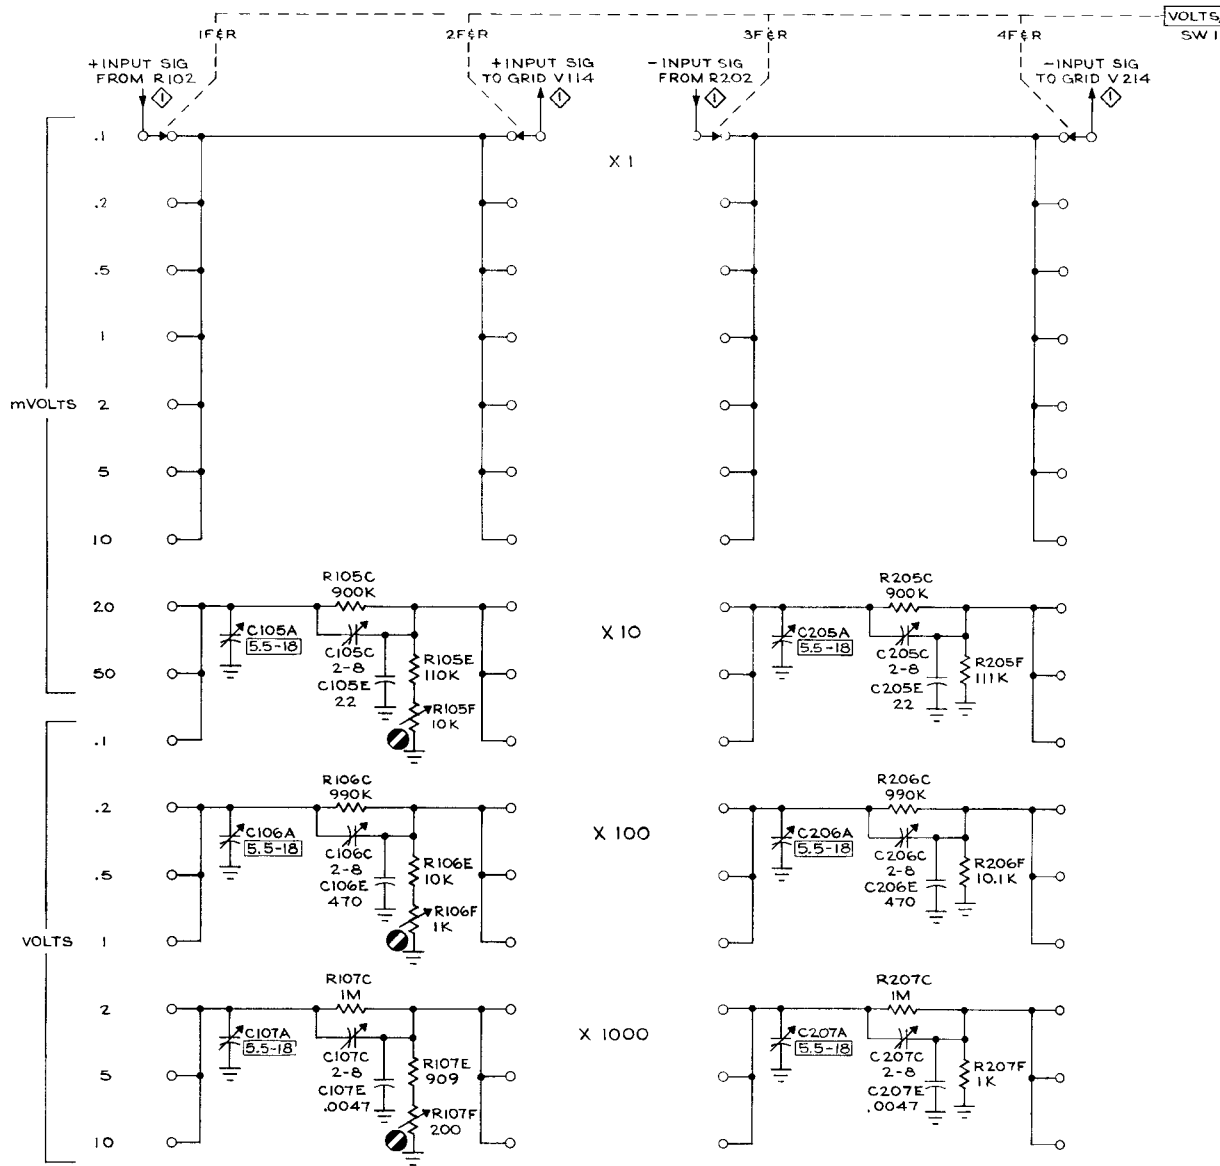 VOLTS
SW 1
1F&R
2F&R
3F&R
4F&R
+INPUT SIG
FROM R102
1
+INPUT SIG
TO GRID V114
1
-INPUT SIG
FROM R202
1
-INPUT SIG
TO GRID V214
1
.1
X 1
.2
.5
1
mVOLTS
2
5
10
20
R105C
900K
C105A
5.5-18
C105C
2-8
C105E
22
R105E
110K
R105F
10K
X 10
R205C
900K
C205A
5.5-18
C205C
2-8
C205E
22
R205F
111K
50
.1
.2
R106C
990K
C106A
5.5-18
C106C
2-8
C106E
470
R106E
10K
R106F
1K
X 100
R206C
990K
C206A
5.5-18
C206C
2-8
C206E
470
R206F
10.1K
.5
VOLTS
1
2
R107C
1M
C107A
5.5-18
C107C
2-8
C107E
.0047
R107E
909
R107F
200
X 1000
R207C
1M
C207A
5.5-18
C207C
2-8
C207E
.0047
R207F
1K
5
10